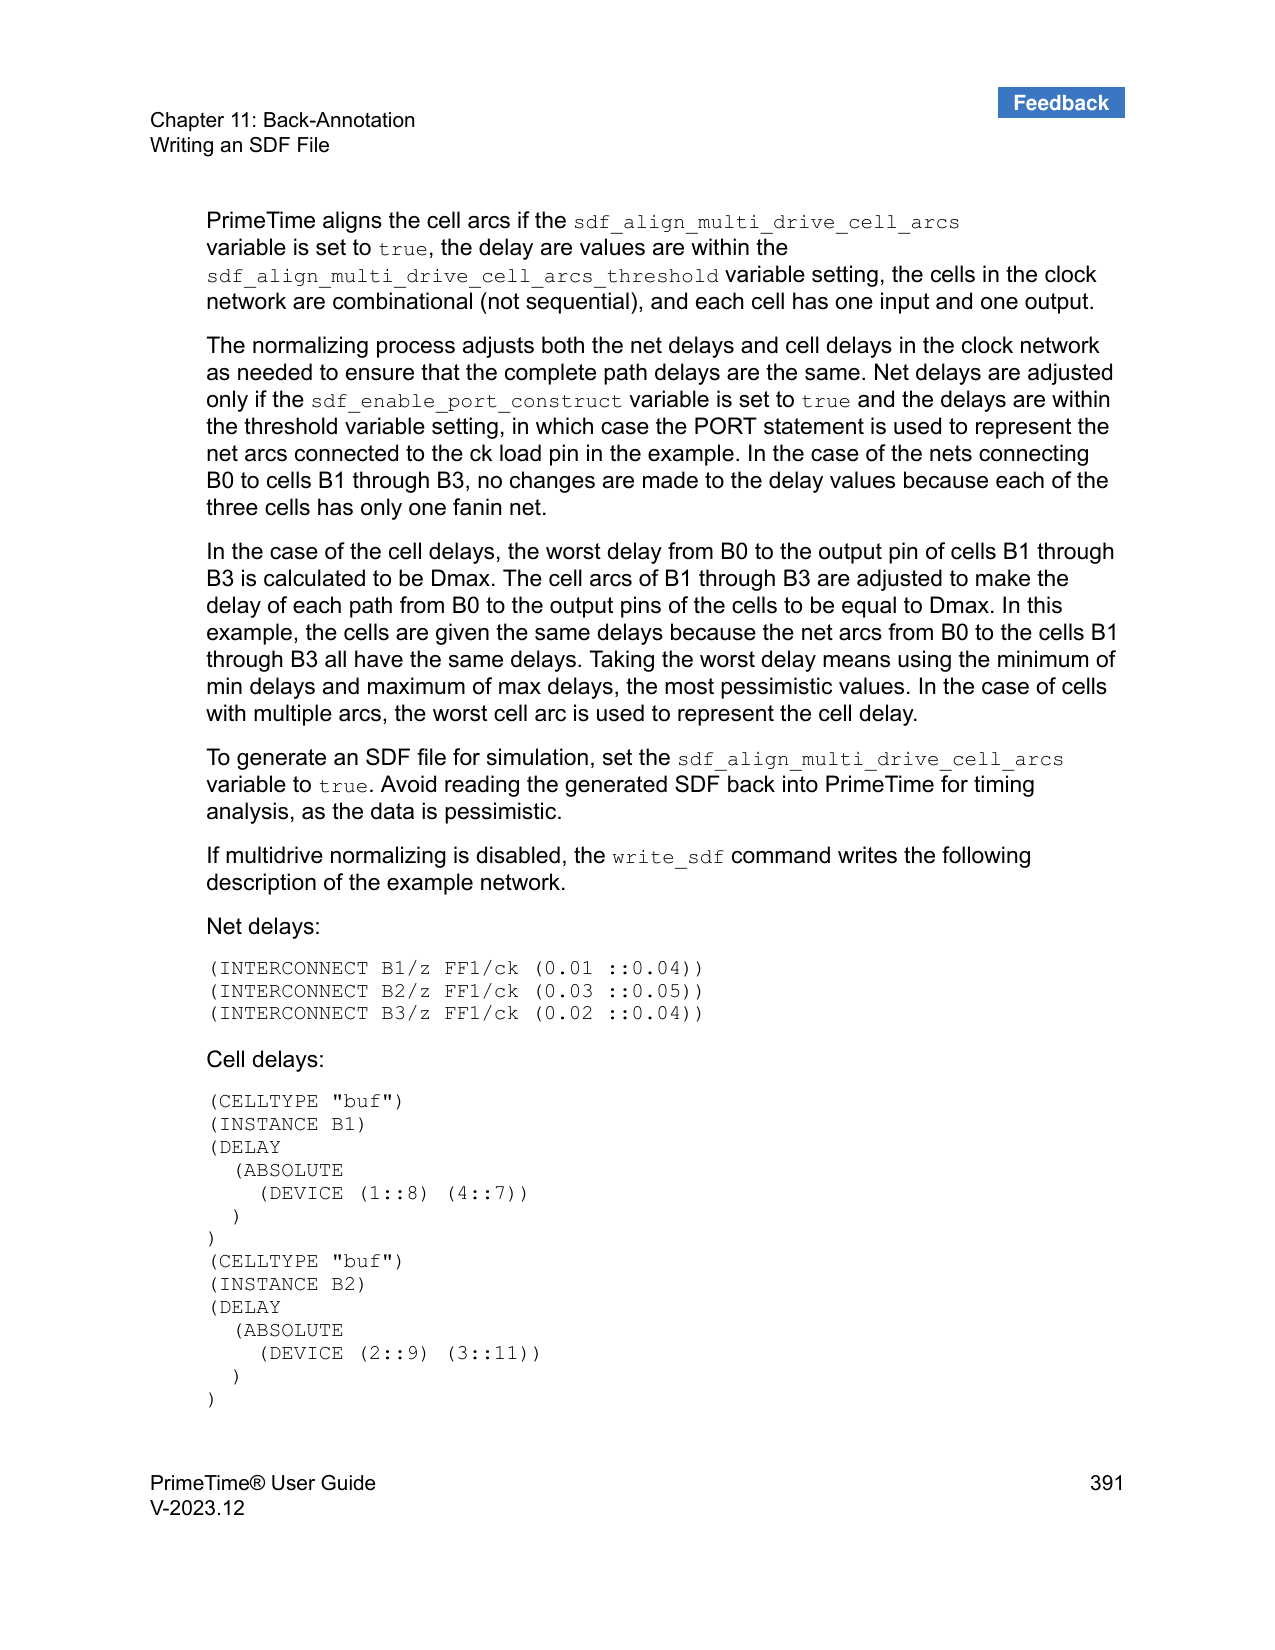 Feedback
Chapter 11: Back-Annotation
Writing an SDF File
PrimeTime aligns the cell arcs if the sdf_align_multi_drive_cell_arcs
variable is set to true, the delay are values are within the
sdf_align_multi_drive_cell_arcs_threshold variable setting, the cells in the clock
network are combinational (not sequential), and each cell has one input and one output.
The normalizing process adjusts both the net delays and cell delays in the clock network
as needed to ensure that the complete path delays are the same. Net delays are adjusted
only if the sdf_enable_port_construct variable is set to true and the delays are within
the threshold variable setting, in which case the PORT statement is used to represent the
net arcs connected to the ck load pin in the example. In the case of the nets connecting
B0 to cells B1 through B3, no changes are made to the delay values because each of the
three cells has only one fanin net.
In the case of the cell delays, the worst delay from B0 to the output pin of cells B1 through
B3 is calculated to be Dmax. The cell arcs of B1 through B3 are adjusted to make the
delay of each path from B0 to the output pins of the cells to be equal to Dmax. In this
example, the cells are given the same delays because the net arcs from B0 to the cells B1
through B3 all have the same delays. Taking the worst delay means using the minimum of
min delays and maximum of max delays, the most pessimistic values. In the case of cells
with multiple arcs, the worst cell arc is used to represent the cell delay.
To generate an SDF file for simulation, set the sdf_align_multi_drive_cell_arcs
variable to true. Avoid reading the generated SDF back into PrimeTime for timing
analysis, as the data is pessimistic.
If multidrive normalizing is disabled, the write_sdf command writes the following
description of the example network.
Net delays:
(INTERCONNECT B1/z FF1/ck (0.01 ::0.04))
(INTERCONNECT B2/z FF1/ck (0.03 ::0.05))
(INTERCONNECT B3/z FF1/ck (0.02 ::0.04))
Cell delays:
(CELLTYPE "buf")
(INSTANCE B1)
(DELAY
  (ABSOLUTE
    (DEVICE (1::8) (4::7))
  )
)
(CELLTYPE "buf")
(INSTANCE B2)
(DELAY
  (ABSOLUTE
    (DEVICE (2::9) (3::11))
  )
)
PrimeTime® User Guide 391
V-2023.12